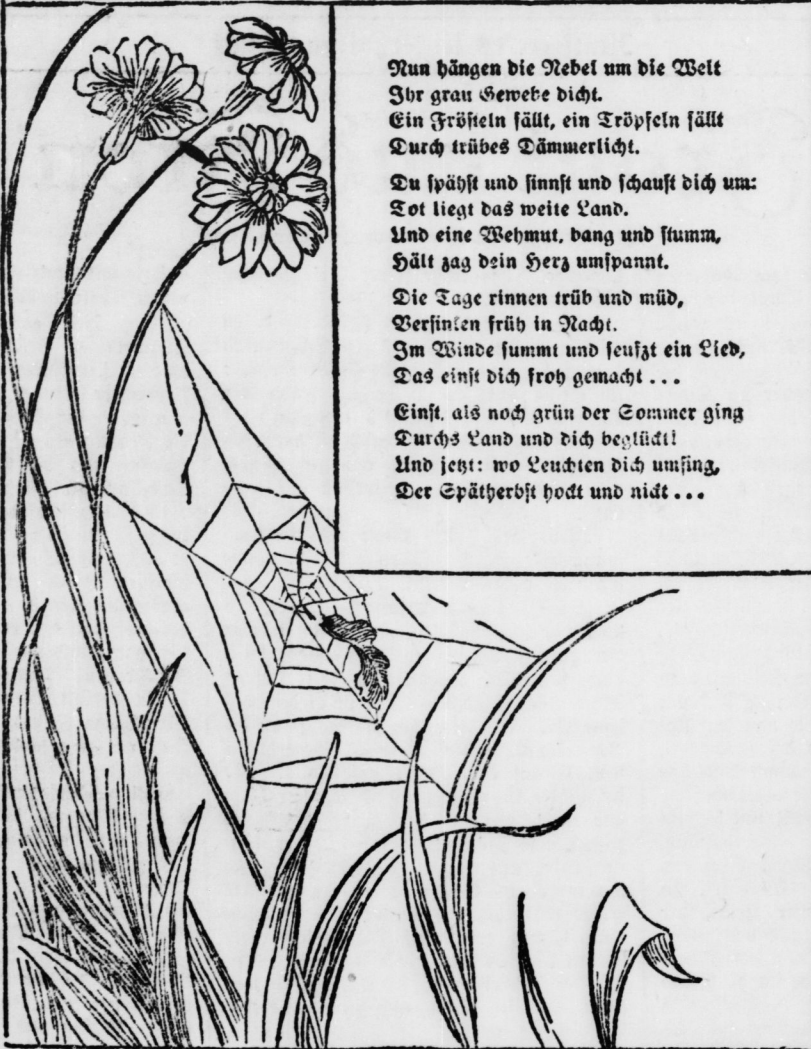 Nun hängen die Nebel um die Welt
Ihr grau Gewebe dicht.
Ein Frösteln fällt, ein Tröpfeln fällt
Durch trübes Dämmerlicht.
Du spähst und sinnst und schaust dich um:
Tot liegt das weite Land.
Und eine Wehmut, bang und stumm,
Hält zag dein Herz umspannt.
Die Tage rinnen trüb und müd,
Versinken früh in Nacht.
Im Winde summt und seufzt ein Lied,
Das einst dich froh gemacht ...
Einst, als noch grün der Sommer ging
Durchs Land und dich beglückt!
Und jetzt: wo Leuchten dich umfing,
Der Spätherbst hockt und nickt ...